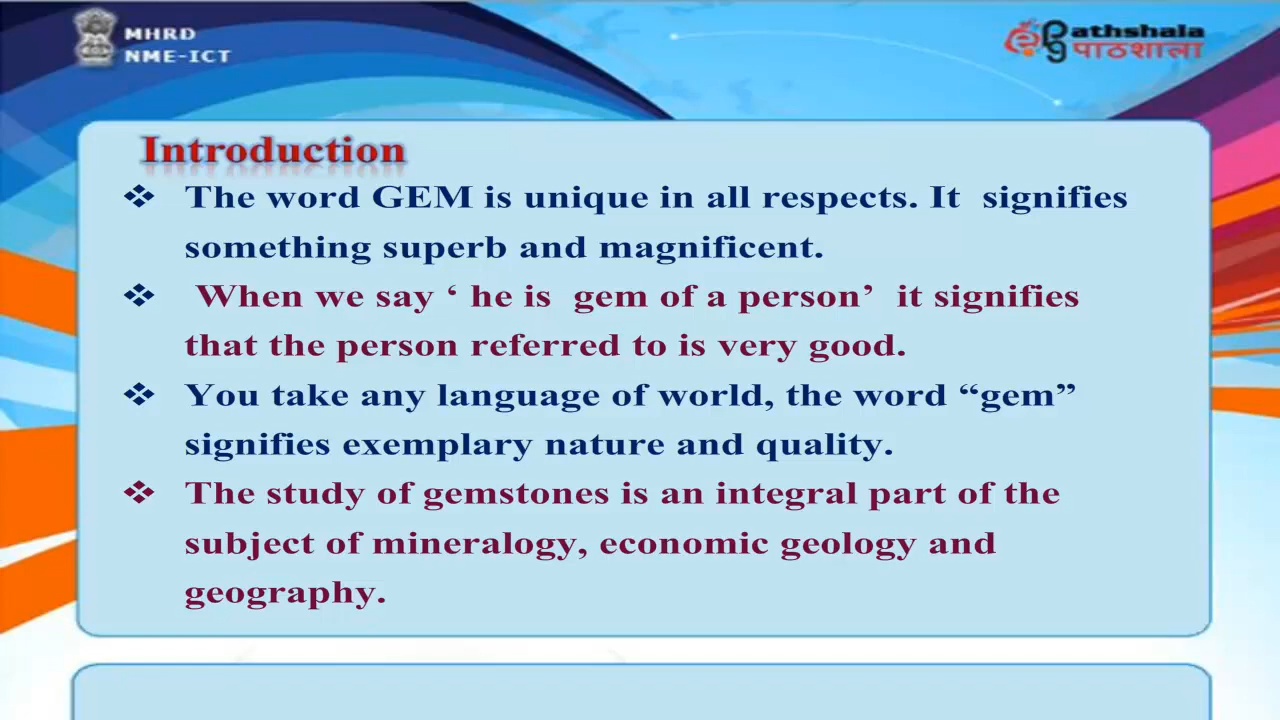 MHRD
NME-ICT
ePg athshala
पाठशाला
Introduction
❖ The word GEM is unique in all respects. It  signifies
something superb and magnificent.
❖ When we say ‘ he is  gem of a person’  it signifies
that the person referred to is very good.
❖ You take any language of world, the word “gem”
signifies exemplary nature and quality.
❖ The study of gemstones is an integral part of the
subject of mineralogy, economic geology and
geography.